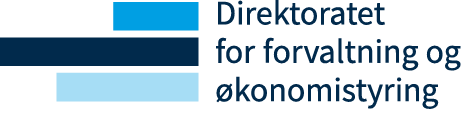 Direktoratet
for forvaltning og
økonomistyring